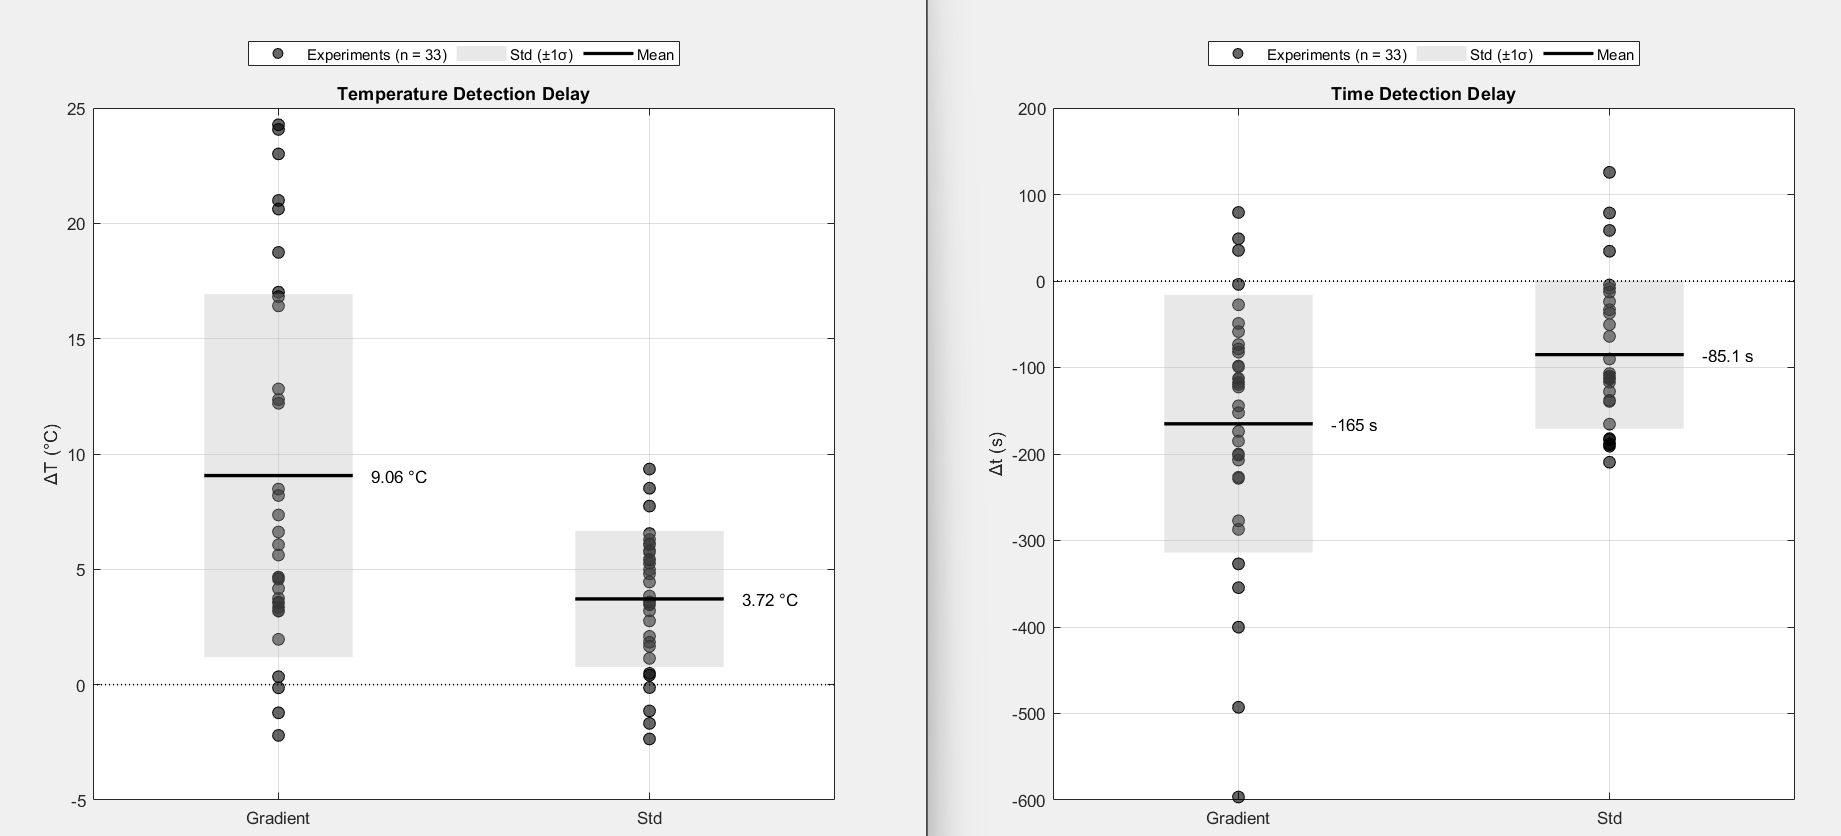 Experiments (n = 33) Std (±1σ) Mean
Temperature Detection Delay
25
20
15
10
5
0
-5
ΔT (°C)
9.06 °C
3.72 °C
Gradient Std
Experiments (n = 33) Std (±1σ) Mean
Time Detection Delay
200
100
0
-100
-200
-300
-400
-500
-600
Δt (s)
-165 s
-85.1 s
Gradient Std